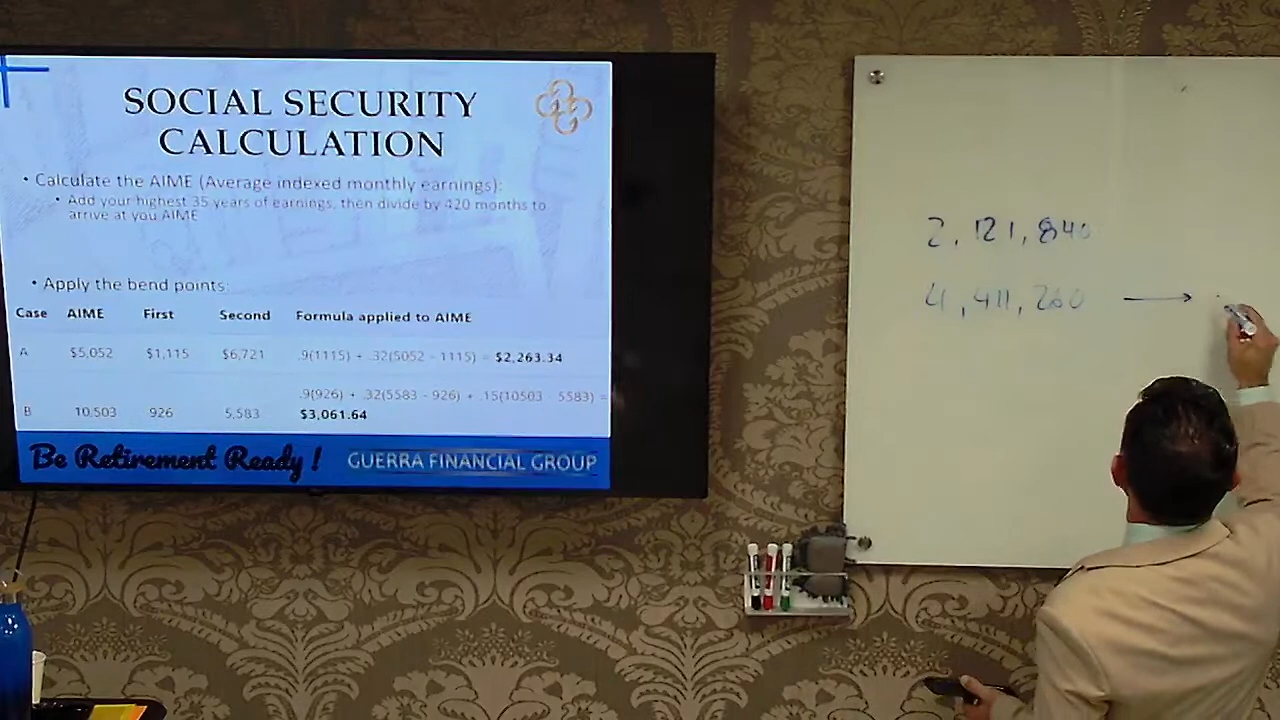 SOCIAL SECURITY
CALCULATION
• Calculate the AIME (Average indexed monthly earnings):
• Add your highest 35 years of earnings, then divide by 420 months to
arrive at you AIME
• Apply the bend points:
Case AIME First Second Formula applied to AIME
A $5,052 $1,115 $6,721 .9(1115) + .32(5052 - 1115) = $2,263.34
.9(926) + .32(5583 - 926) + .15(10503 5583) =
B 10,503 926 5,583 $3,061.64
Be Retirement Ready !
GUERRA FINANCIAL GROUP
2,121,840
4,411,260 →